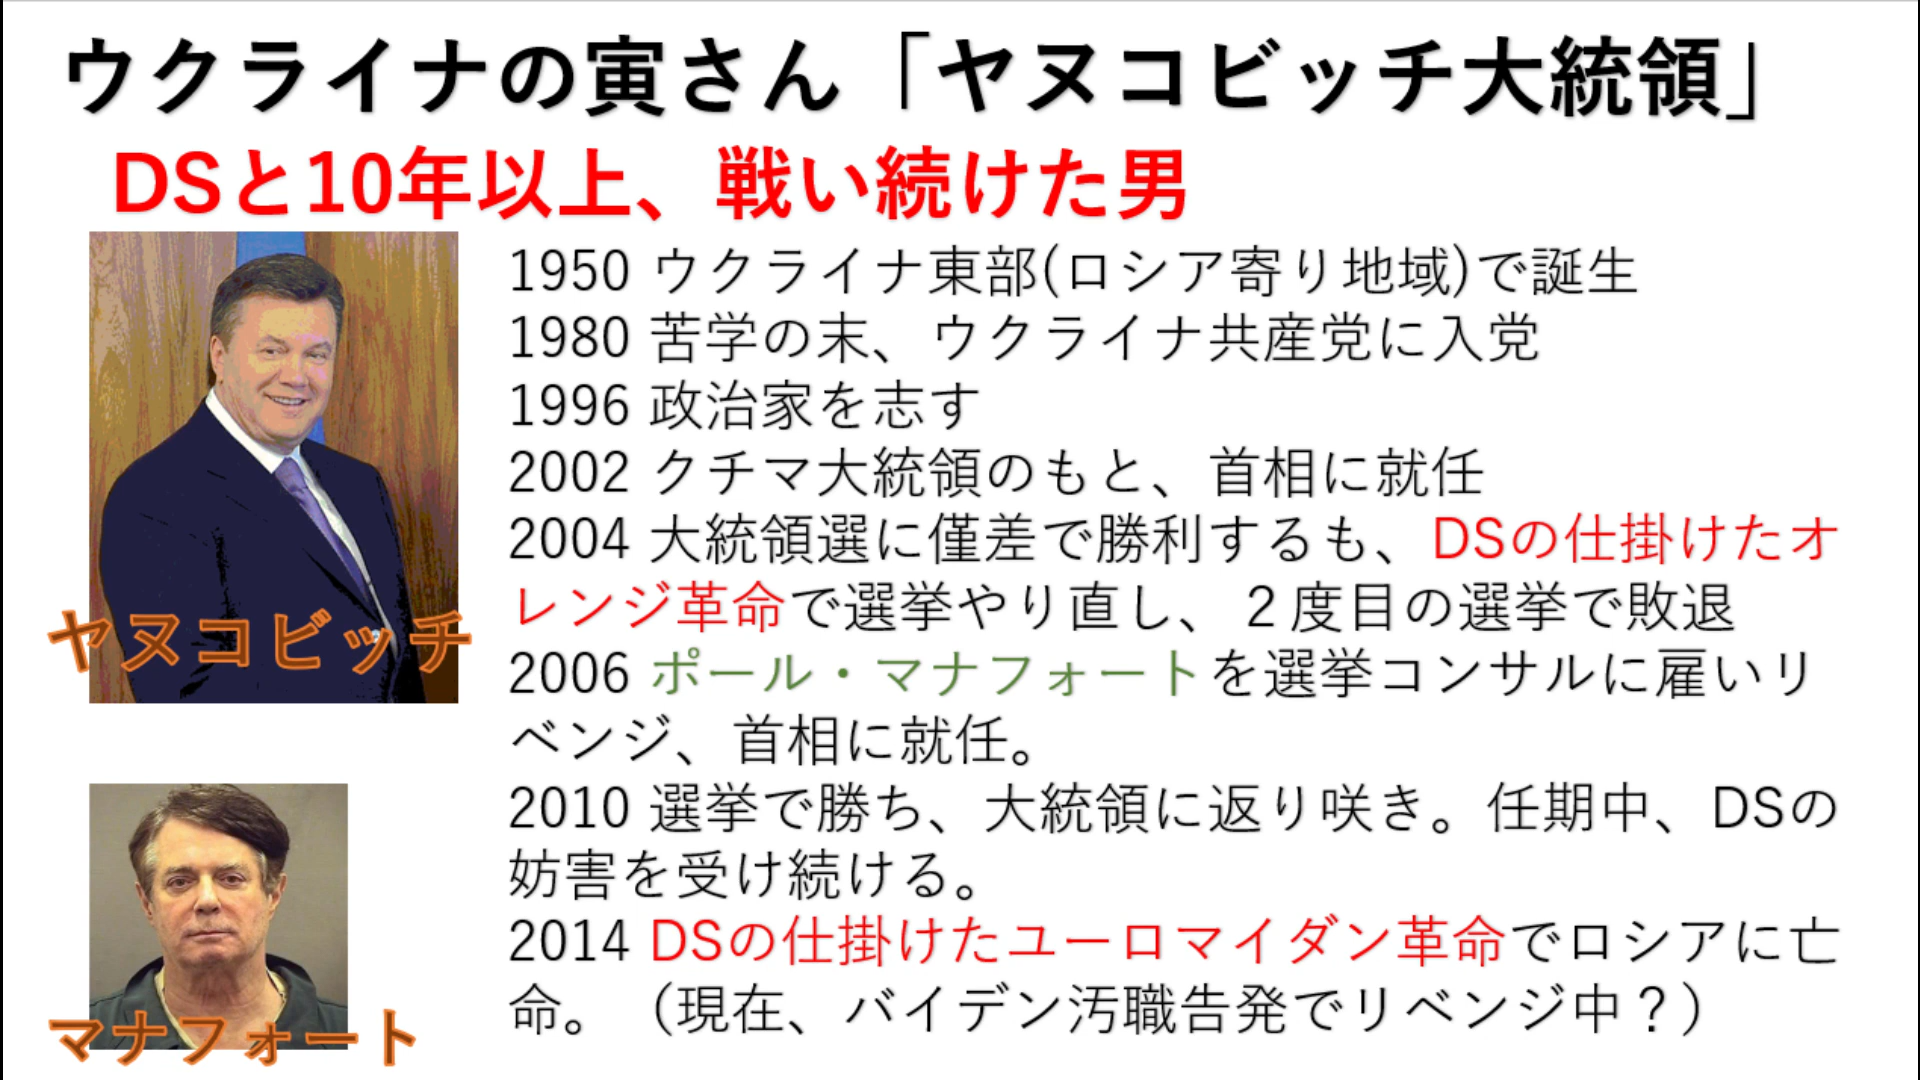 ウクライナの寅さん「ヤヌコビッチ大統領」
DSと10年以上、戦い続けた男
1950 ウクライナ東部(ロシア寄り地域)で誕生
1980 苦学の末、ウクライナ共産党に入党
1996 政治家を志す
2002 クチマ大統領のもと、首相に就任
2004 大統領選に僅差で勝利するも、DSの仕掛けたオ
レンジ革命で選挙やり直し、２度目の選挙で敗退
2006 ポール・マナフォートを選挙コンサルに雇いリ
ベンジ、首相に就任。
2010 選挙で勝ち、大統領に返り咲き。任期中、DSの
妨害を受け続ける。
2014 DSの仕掛けたユーロマイダン革命でロシアに亡
命。（現在、バイデン汚職告発でリベンジ中？）
ヤヌコビッチ
マナフォート